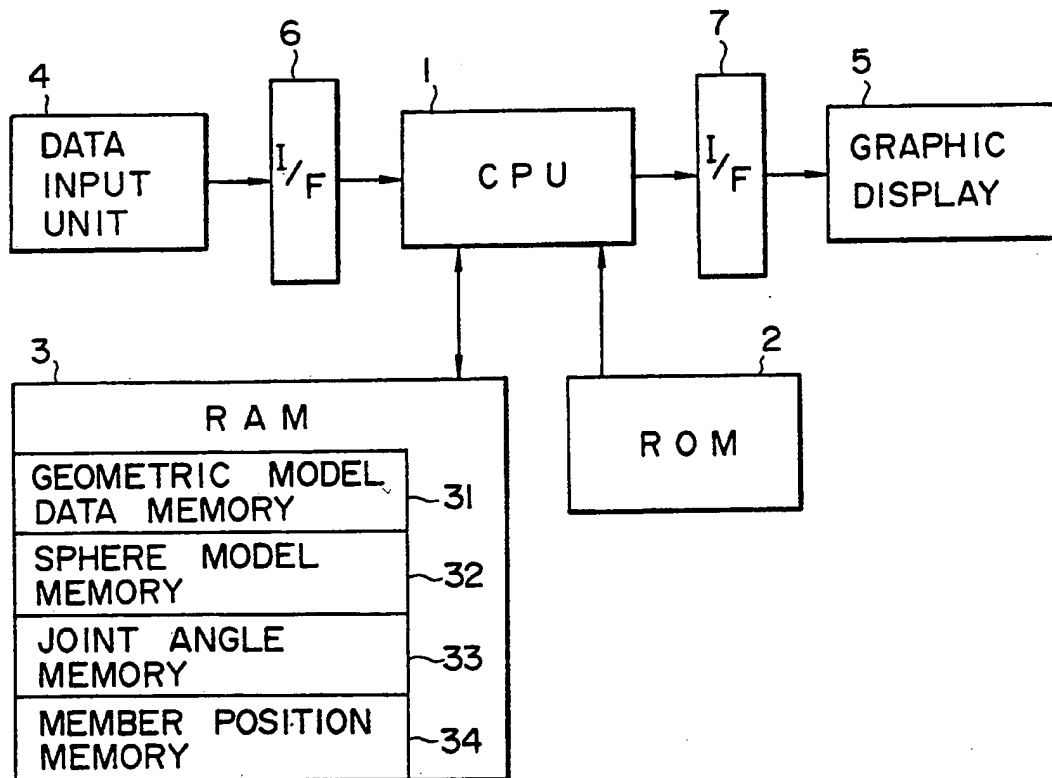 6
7
4
1
5
DATA
INPUT
UNIT
I/F
CPU
I/F
GRAPHIC
DISPLAY
3
2
RAM
ROM
GEOMETRIC MODEL
DATA MEMORY
31
SPHERE MODEL
MEMORY
32
JOINT ANGLE
MEMORY
33
MEMBER POSITION
MEMORY
34